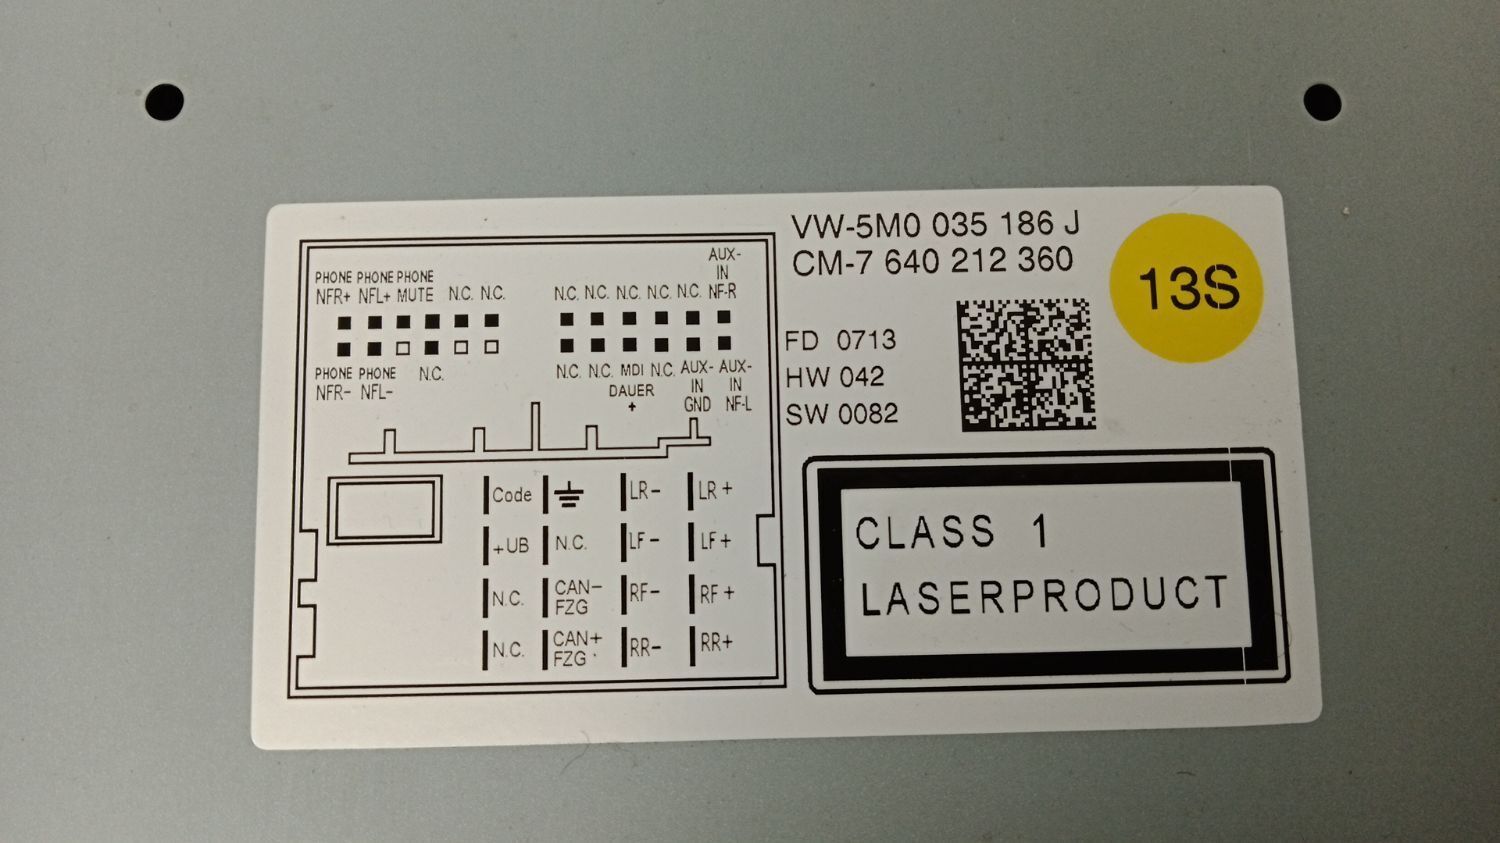 VW-5M0 035 186 J
CM-7 640 212 360
13S
FD 0713
HW 042
SW 0082
PHONE PHONE PHONE
NFR+ NFL+ MUTE N.C. N.C.
PHONE PHONE N.C.
NFR- NFL-
AUX-
IN
N.C. N.C. N.C. N.C. N.C. NF-R
N.C. N.C. MDI N.C. AUX- AUX-
DAUER IN IN
+ GND NF-L
Code LR- LR+
+UB N.C. LF- LF+
N.C. CAN- FZG RF- RF+
N.C. CAN+ FZG RR- RR+
CLASS 1
LASERPRODUCT